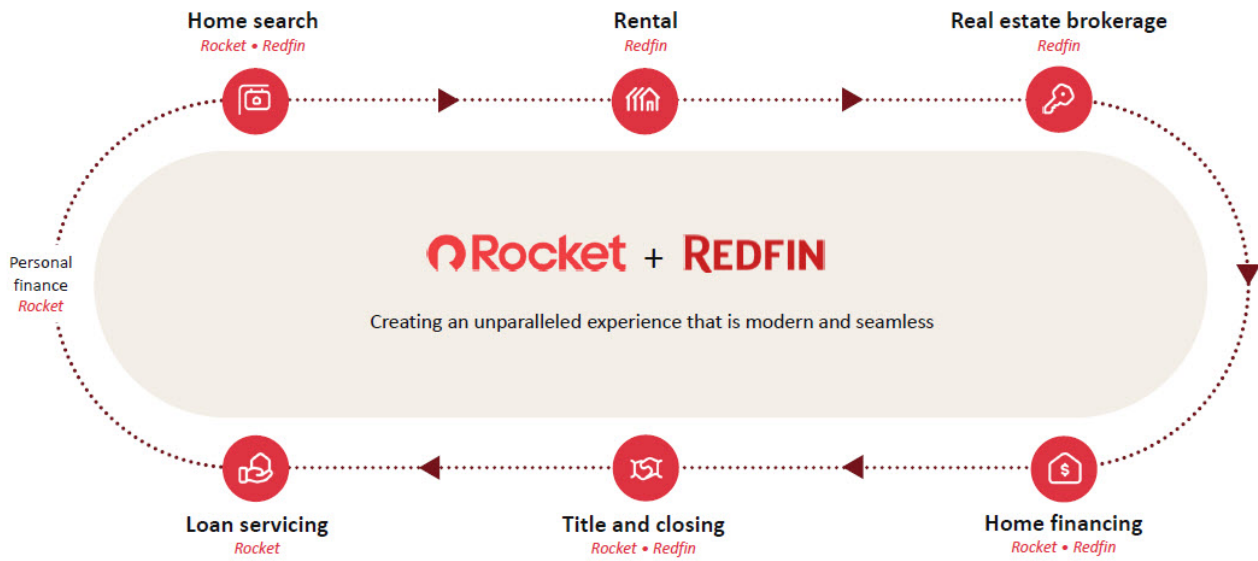 Home search
Rocket • Redfin
Rental
Redfin
Real estate brokerage
Redfin
Personal
finance
Rocket
Rocket + REDFIN
Creating an unparalleled experience that is modern and seamless
$
Loan servicing
Rocket
Title and closing
Rocket • Redfin
Home financing
Rocket • Redfin